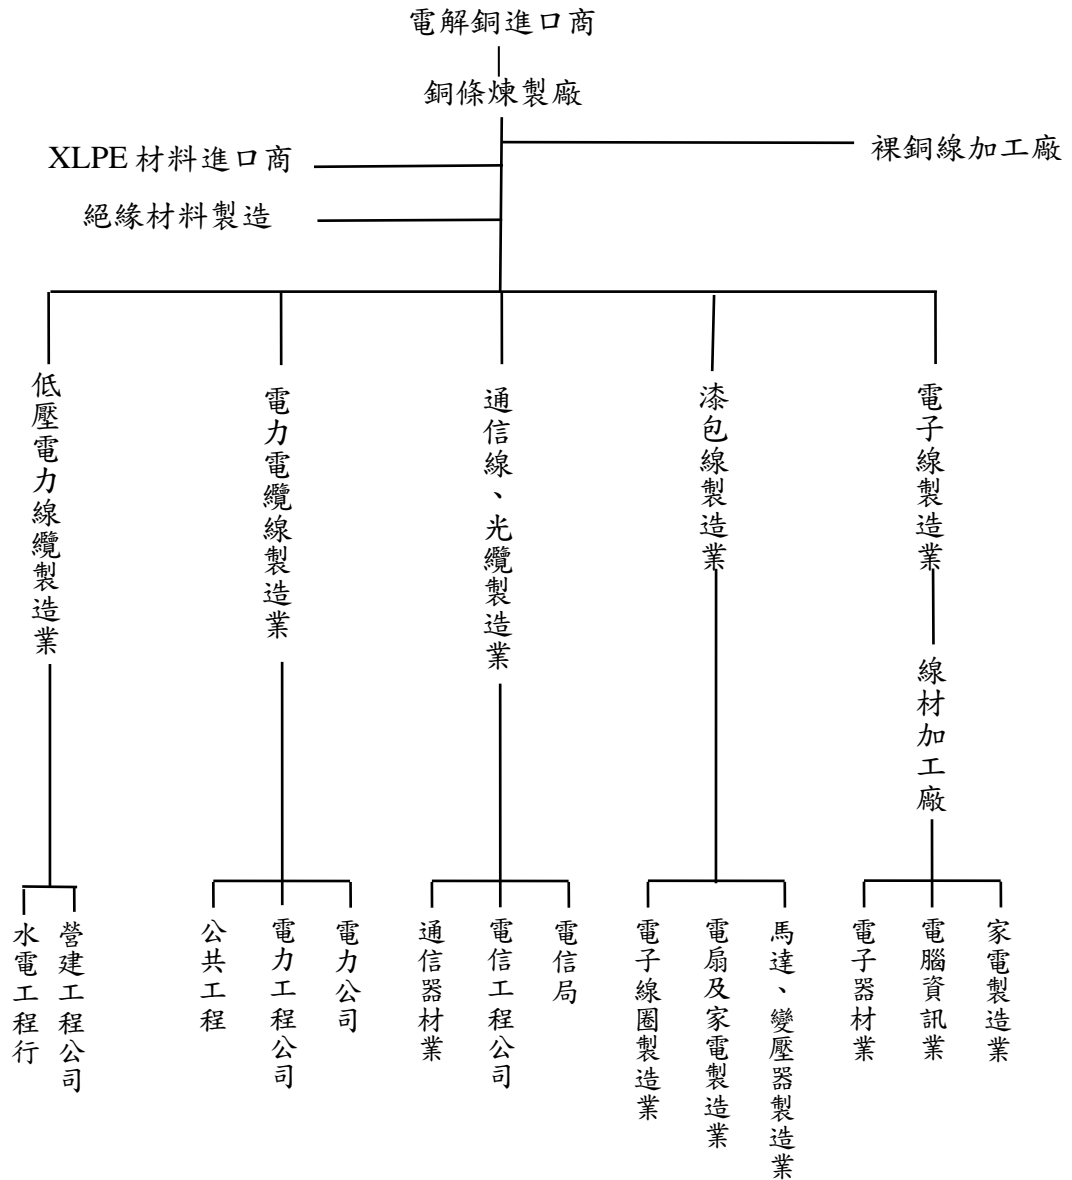 電解銅進口商
銅條煉製廠
裸銅線加工廠
XLPE 材料進口商
絕緣材料製造
低壓電力線纜製造業
電力電纜線製造業
通信線、光纜製造業
漆包線製造業
電子線製造業
線材加工廠
水電工程行
營建工程公司
公共工程
電力工程公司
電力公司
通信器材業
電信工程公司
電信局
電子線圈製造業
電扇及家電製造業
馬達、變壓器製造業
電子器材業
電腦資訊業
家電製造業